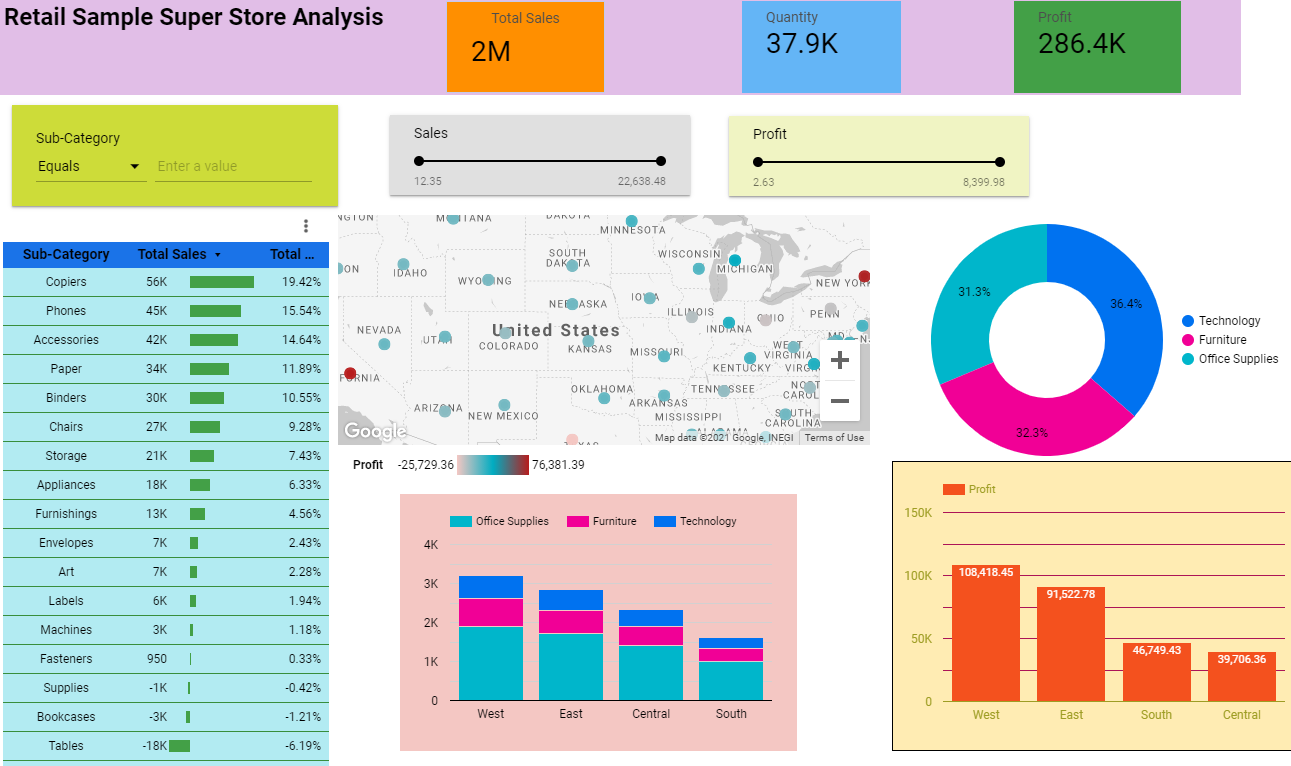 Retail Sample Super Store Analysis
Total Sales
2M
Quantity
37.9K
Profit
286.4K
Sub-Category
Equals
Enter a value
Sales
12.35 22,638.48
Profit
2.63 8,399.98
Sub-Category Total Sales Total ...
Copiers 56K 19.42%
Phones 45K 15.54%
Accessories 42K 14.64%
Paper 34K 11.89%
Binders 30K 10.55%
Chairs 27K 9.28%
Storage 21K 7.43%
Appliances 18K 6.33%
Furnishings 13K 4.56%
Envelopes 7K 2.43%
Art 7K 2.28%
Labels 6K 1.94%
Machines 3K 1.18%
Fasteners 950 0.33%
Supplies -1K -0.42%
Bookcases -3K -1.21%
Tables -18K -6.19%
MONTANA
DAKOTA
MINNESOTA
WISCONSIN
SOUTH
DAKOTA
MICHIGAN
IDAHO
WYOMING
NEW YORK
NEBRASKA
IOWA
ILLINOIS
INDIANA
OHIO
PENN
NEVADA
UTAH
United States
COLORADO
KANSAS
MISSOURI
WEST
VIRGINIA
KENTUCKY
OKLAHOMA
TENNESSEE
ARKANSAS
ARIZONA
NEW MEXICO
MISSISSIPPI
SOUTH
CAROLINA
ALABAMA
TEXAS
Google
Map data ©2021 Google, INEGI
Terms of Use
Profit -25,729.36 76,381.39
36.4%
32.3%
31.3%
Technology
Furniture
Office Supplies
Office Supplies Furniture Technology
4K
3K
2K
1K
0
West East Central South
Profit
150K
100K
50K
0
108,418.45
91,522.78
46,749.43
39,706.36
West East South Central